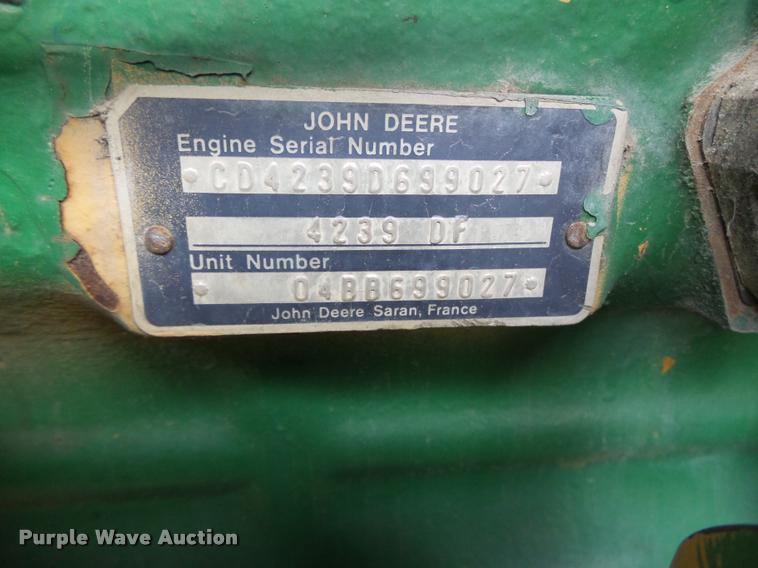 JOHN DEERE
Engine Serial Number
*CD4239D699027*
4239 DF
Unit Number
* 04BB699027*
John Deere Saran, France
Purple Wave Auction